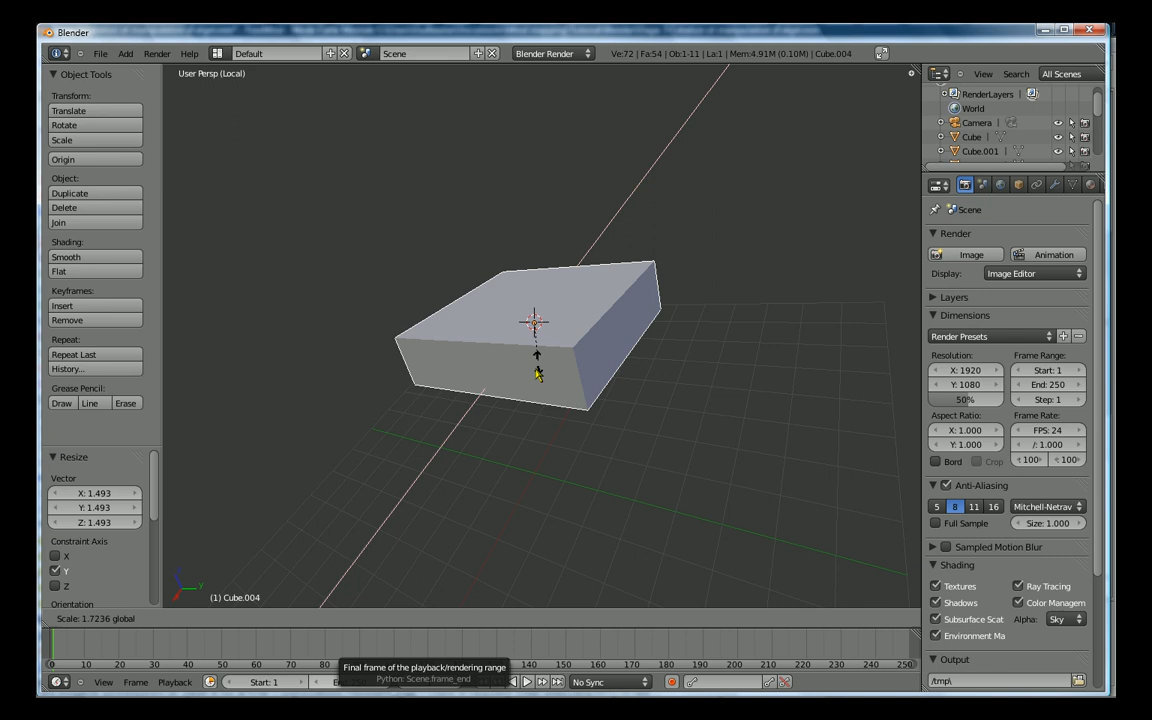 Blender
File Add Render Help Default Scene Blender Render Ve:72 | Fa:54 | Ob:1-11 | La:1 | Mem:4.91M (0.10M) | Cube.004
Object Tools
Transform:
Translate
Rotate
Scale
Origin
Object:
Duplicate
Delete
Join
Shading:
Smooth
Flat
Keyframes:
Insert
Remove
Repeat:
Repeat Last
History...
Grease Pencil:
Draw Line Erase
Resize
Vector
X: 1.493
Y: 1.493
Z: 1.493
Constraint Axis
X
Y
Z
Orientation
User Persp (Local)
y
(1) Cube.004
Scale: 1.7236 global
View Search All Scenes
RenderLayers |
World
Camera |
Cube |
Cube.001 |
Scene
Render
Image Animation
Display: Image Editor
Layers
Dimensions
Render Presets
Resolution: Frame Range:
X: 1920 Start: 1
Y: 1080 End: 250
50% Step: 1
Aspect Ratio: Frame Rate:
X: 1.000 FPS: 24
Y: 1.000 /: 1.000
Bord Crop 100 100
Anti-Aliasing
5 8 11 16 Mitchell-Netrav
Full Sample Size: 1.000
Sampled Motion Blur
Shading
Textures Ray Tracing
Shadows Color Managem
Subsurface Scat Alpha: Sky
Environment Ma
Output
/tmp\
0 10 20 30 40 50 60 70 80 90 100 110 120 130 140 150 160 170 180 190 200 210 220 230 240 250
Final frame of the playback/rendering range
Python: Scene.frame_end
View Frame Playback Start: 1 No Sync